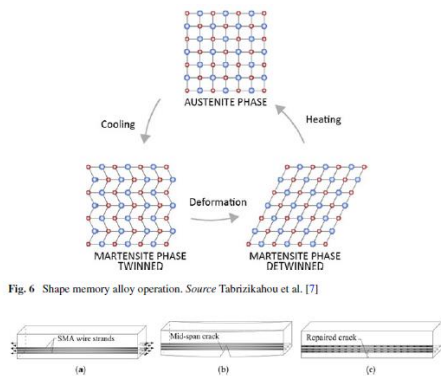 AUSTENITE PHASE
Cooling
Heating
Deformation
MARTENSITE PHASE
TWINNED
MARTENSITE PHASE
DETWINNED
Fig. 6 Shape memory alloy operation. Source Tabrizikahou et al. [7]
SMA wire strands
Mid-span crack
Repaired crack
(a)
(b)
(c)